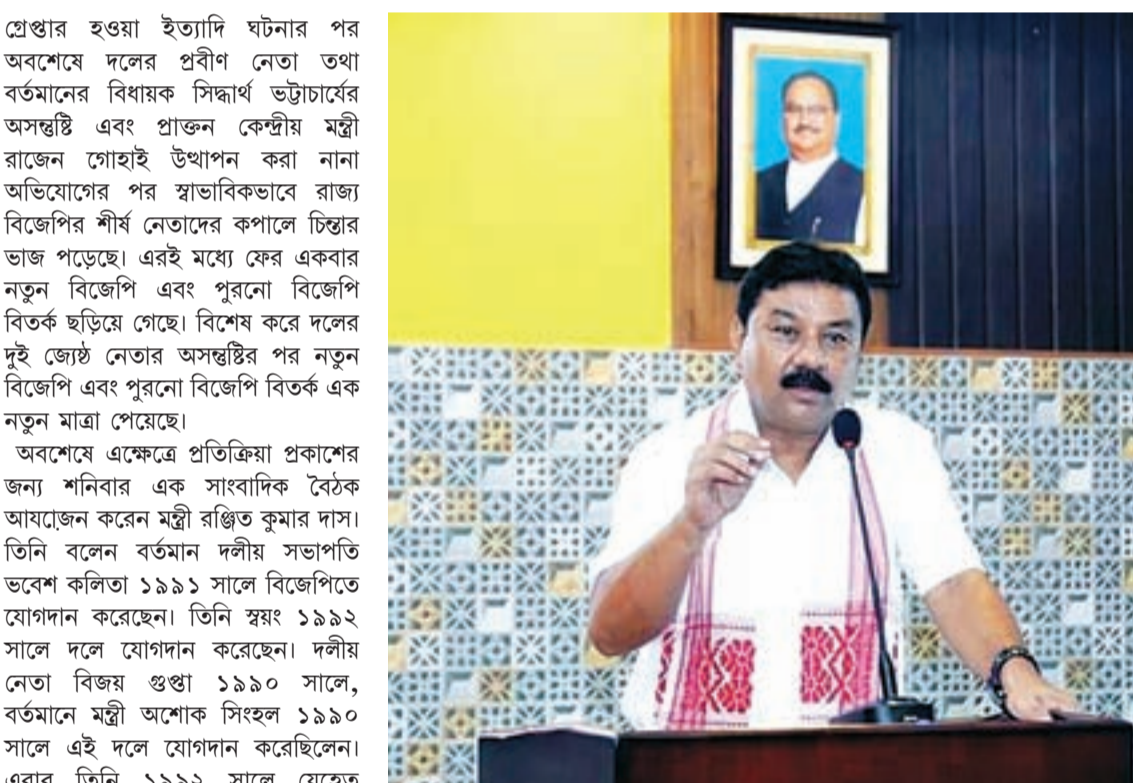 গ্রেপ্তার হওয়া ইত্যাদি ঘটনার পর
অবশেষে দলের প্রবীণ নেতা তথা
বর্তমানের বিধায়ক সিদ্ধার্থ ভট্টাচার্যের
অসন্তুষ্টি এবং প্রাক্তন কেন্দ্রীয় মন্ত্রী
রাজেন গোহাই উত্থাপন করা নানা
অভিযোগের পর স্বাভাবিকভাবে রাজ্য
বিজেপির শীর্ষ নেতাদের কপালে চিন্তার
ভাজ পড়েছে। এরই মধ্যে ফের একবার
নতুন বিজেপি এবং পুরনো বিজেপি
বিতর্ক ছড়িয়ে গেছে। বিশেষ করে দলের
দুই জ্যেষ্ঠ নেতার অসন্তুষ্টির পর নতুন
বিজেপি এবং পুরনো বিজেপি বিতর্ক এক
নতুন মাত্রা পেয়েছে।
অবশেষে এক্ষেত্রে প্রতিক্রিয়া প্রকাশের
জন্য শনিবার এক সাংবাদিক বৈঠক
আযো়জন করেন মন্ত্রী রঞ্জিত কুমার দাস।
তিনি বলেন বর্তমান দলীয় সভাপতি
ভবেশ কলিতা ১৯৯১ সালে বিজেপিতে
যোগদান করেছেন। তিনি স্বয়ং ১৯৯২
সালে দলে যোগদান করেছেন। দলীয়
নেতা বিজয় গুপ্তা ১৯৯০ সালে,
বর্তমানে মন্ত্রী অশোক সিংহল ১৯৯০
সালে এই দলে যোগদান করেছিলেন।
এবার তিনি ১৯৯২ সালে যেহেতু